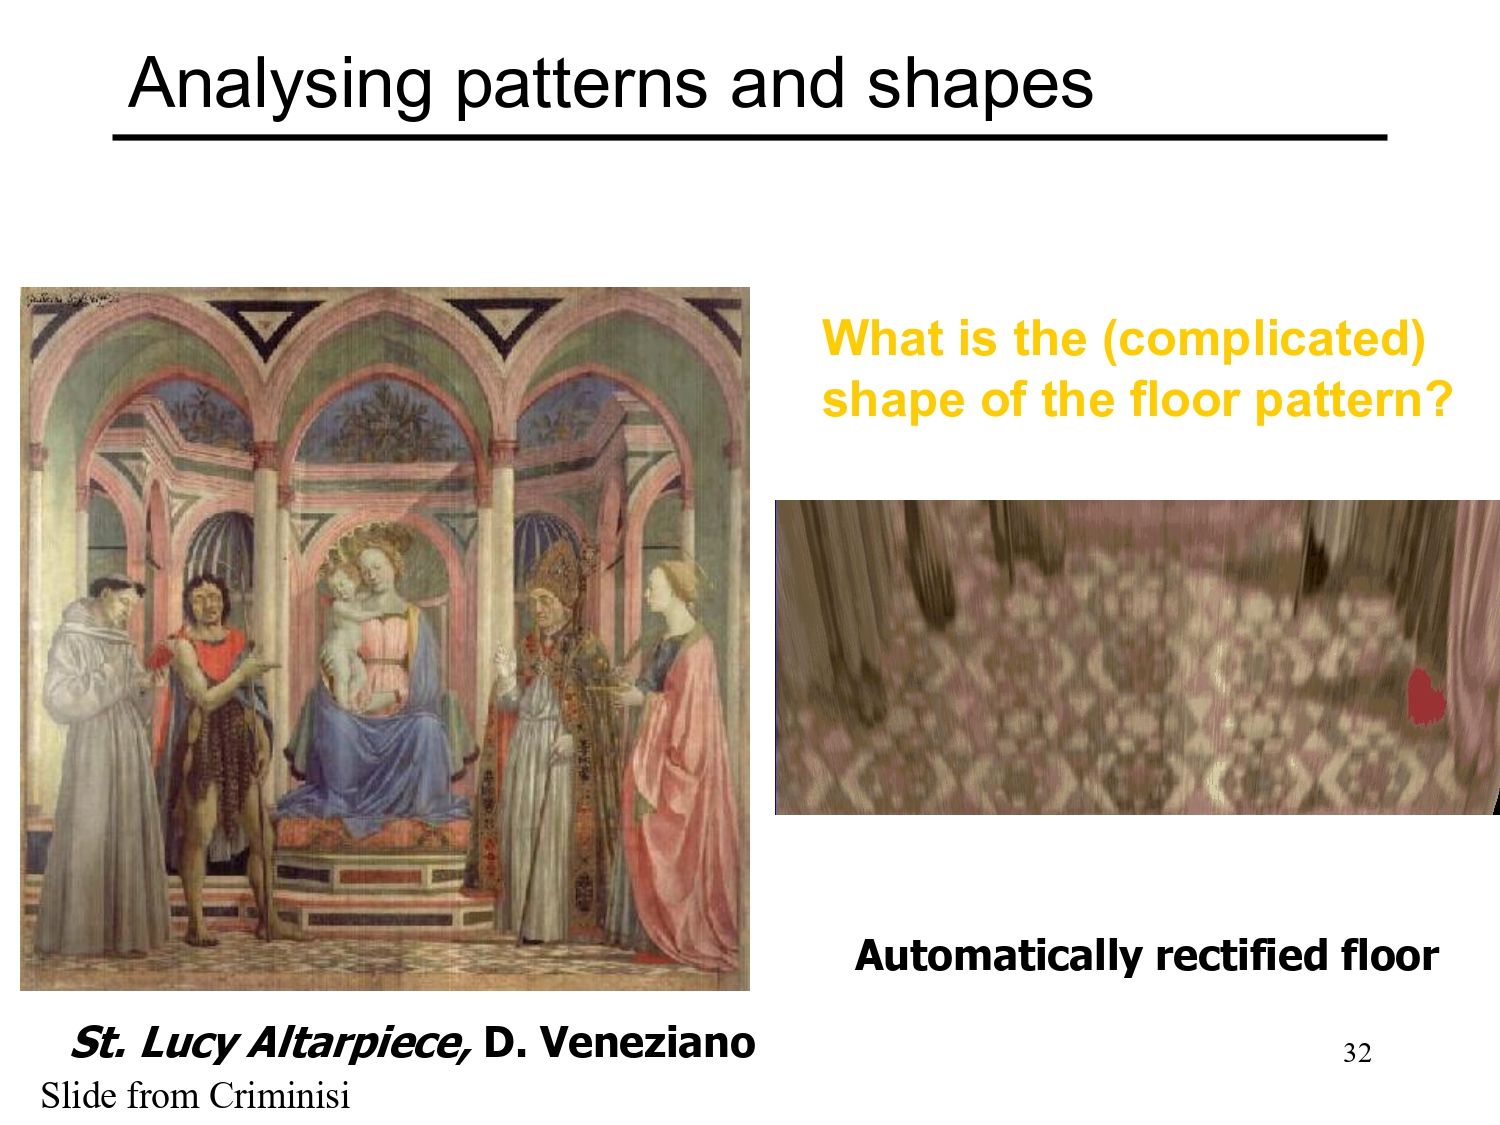 Analysing patterns and shapes
What is the (complicated)
shape of the floor pattern?
Automatically rectified floor
St. Lucy Altarpiece, D. Veneziano
32
Slide from Criminisi